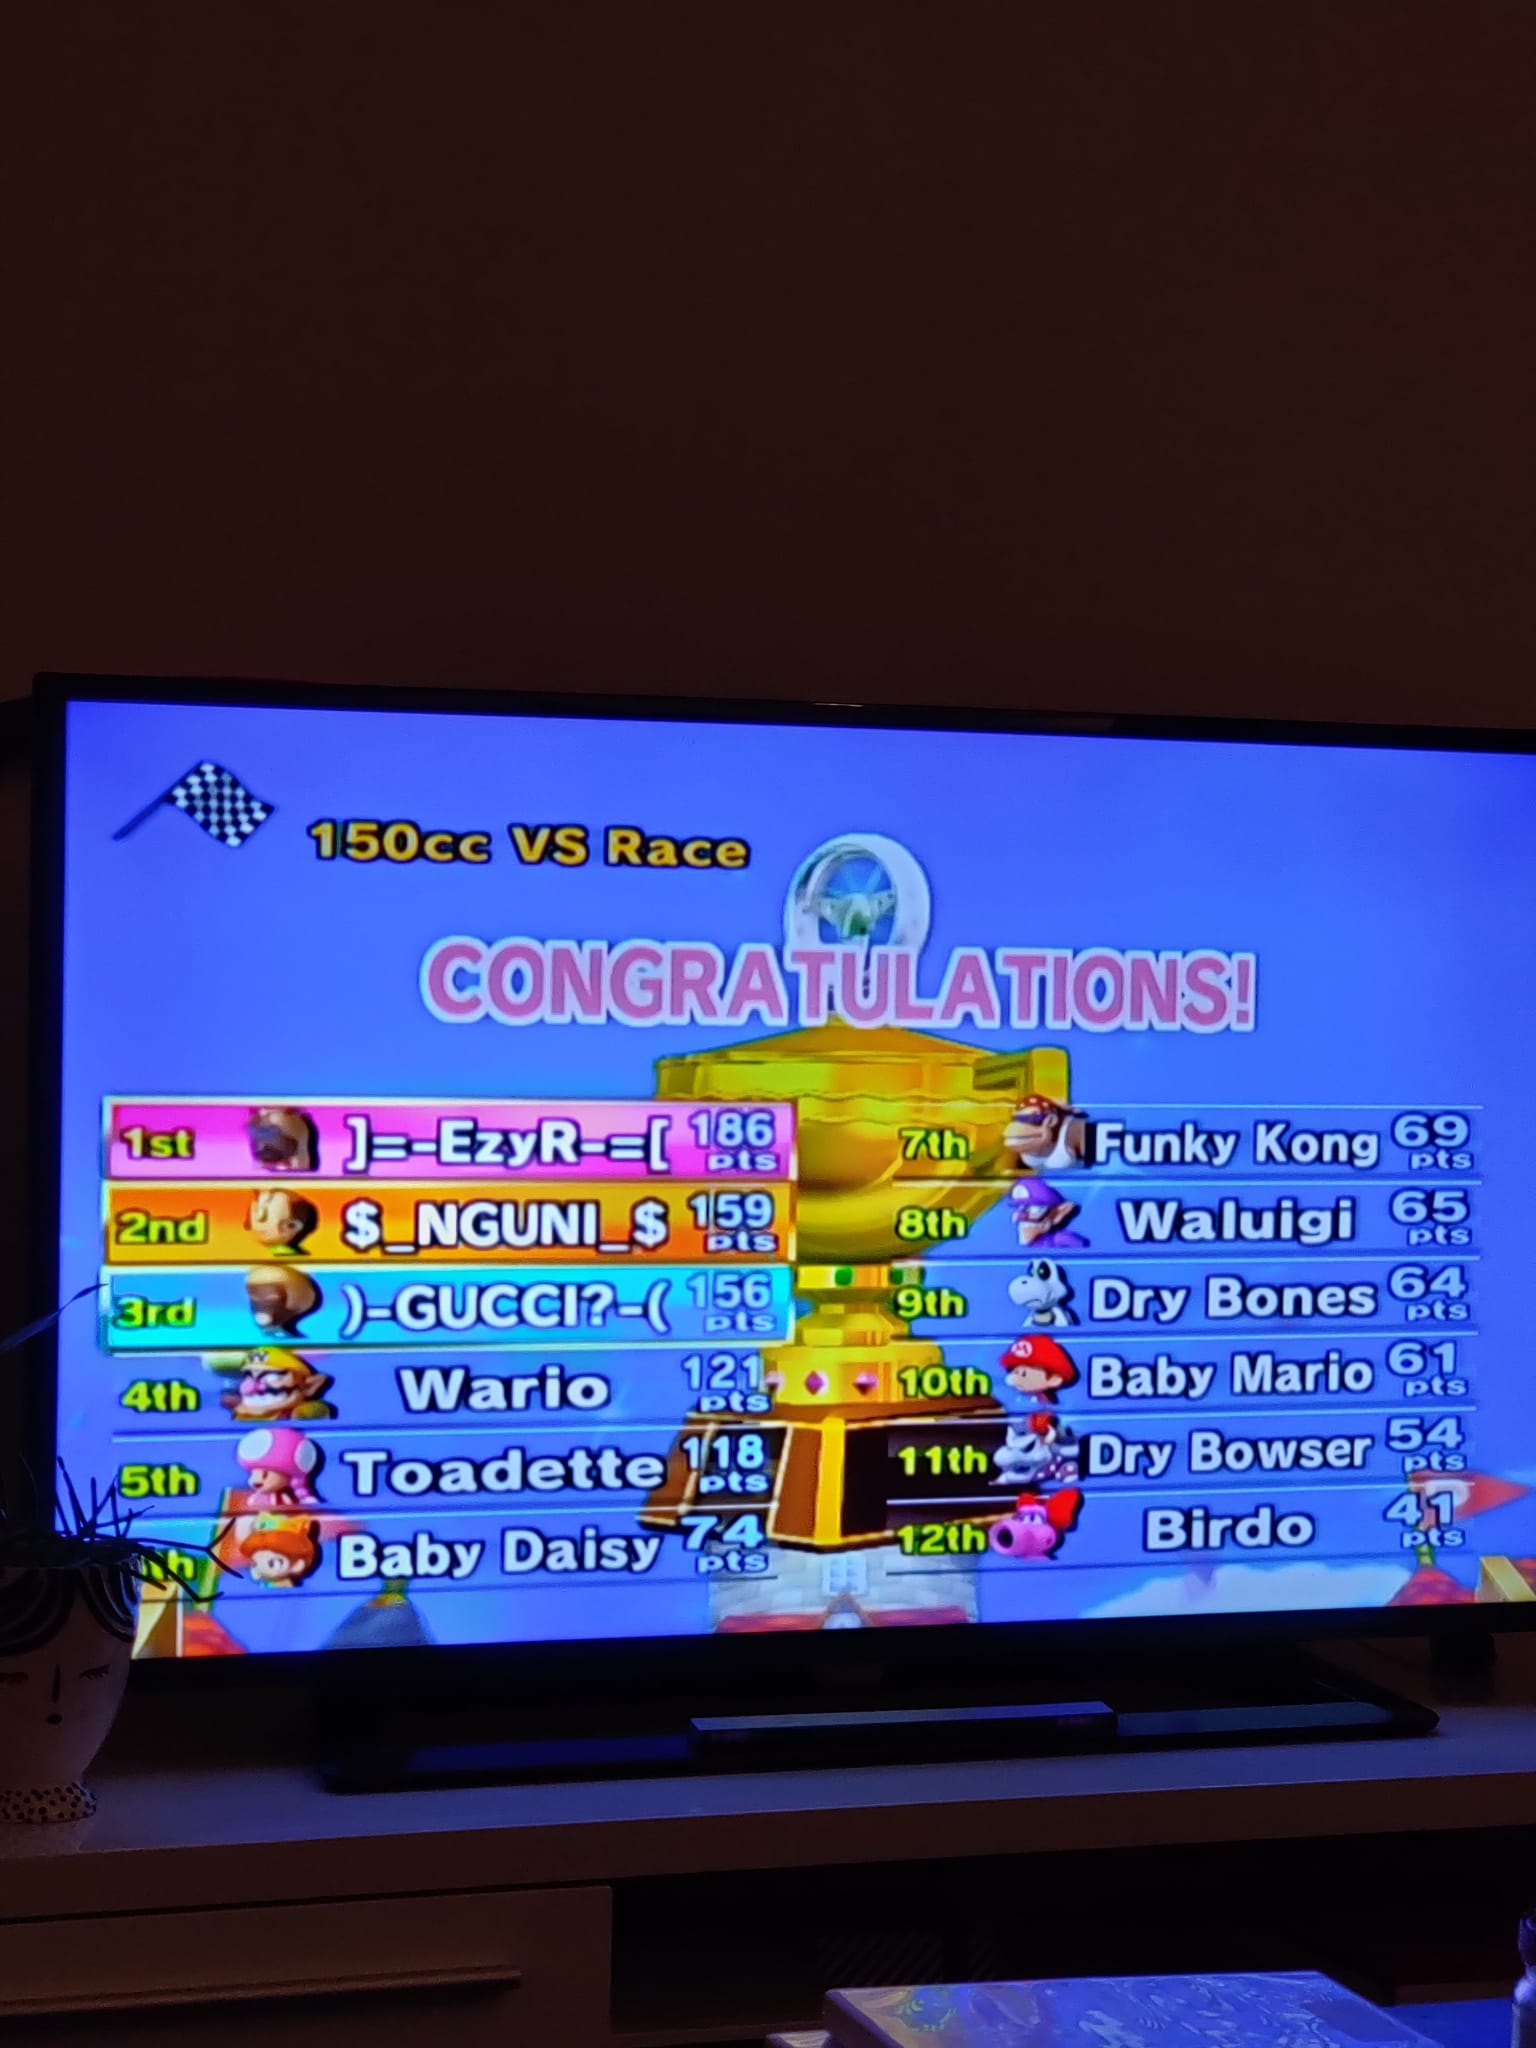 150cc VS Race
CONGRATULATIONS!
1st ]=-EzyR-=[ 186 pts
2nd $_NGUNI_$ 159 pts
3rd )-GUCCI?-( 156 pts
4th Wario 121 pts
5th Toadette 118 pts
Baby Daisy 74 pts
7th Funky Kong 69 pts
8th Waluigi 65 pts
9th Dry Bones 64 pts
10th Baby Mario 61 pts
11th Dry Bowser 54 pts
12th Birdo 41 pts